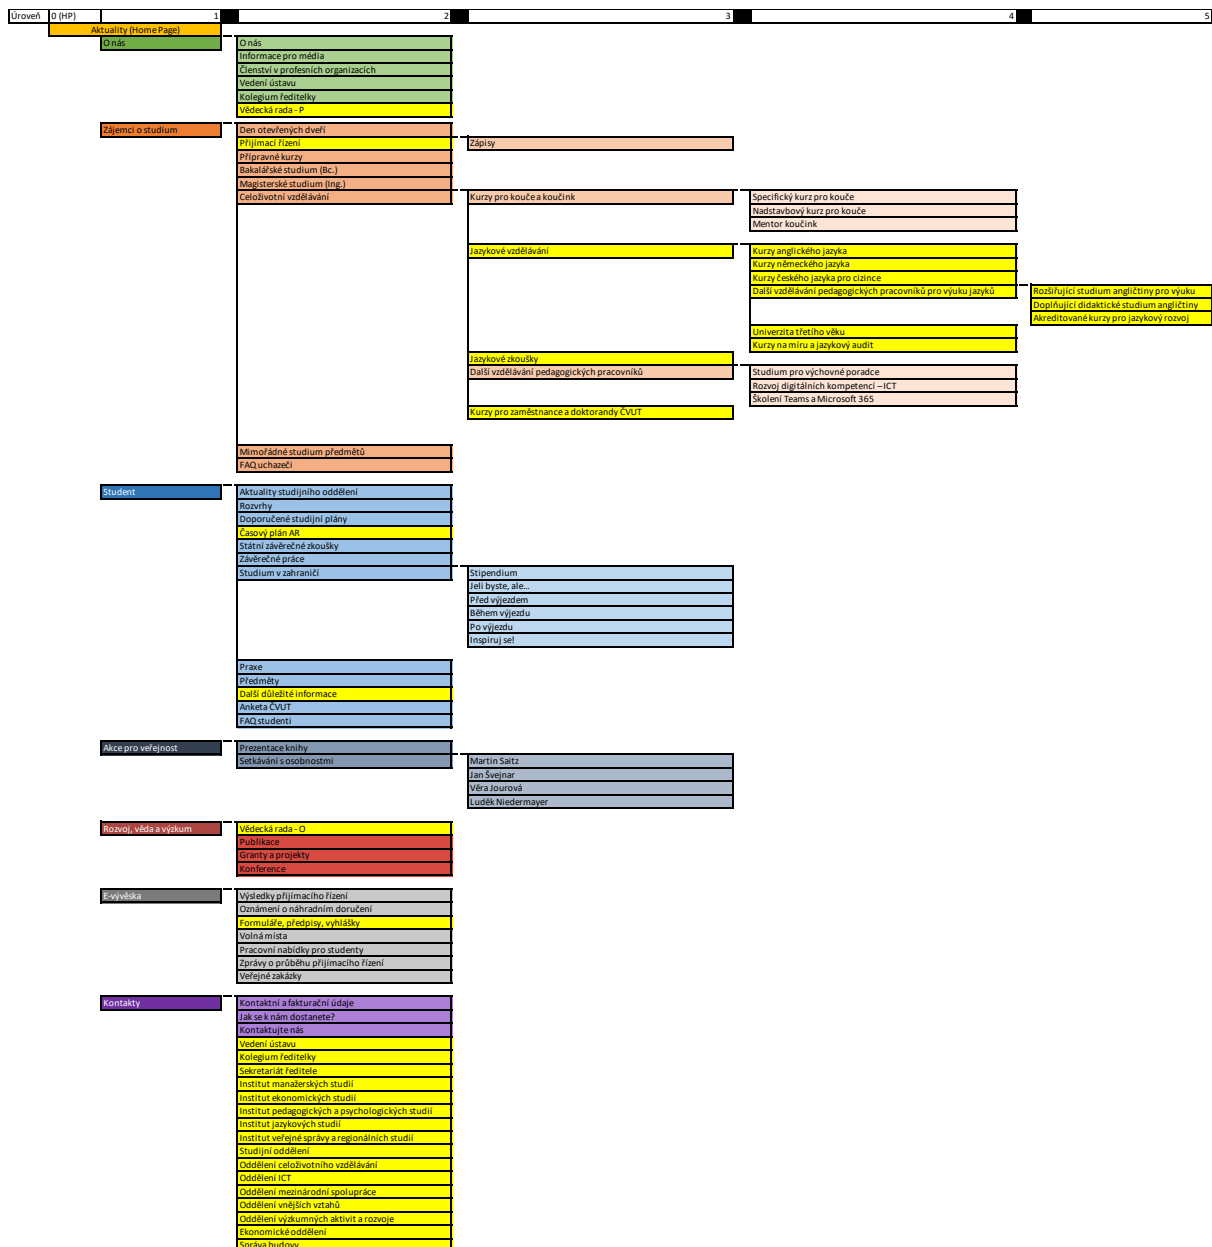 Úroveň 0 (HP) 1 2 3 4 5
Aktuality (Home Page)
O nás O nás
Informace pro média
Členství v profesních organizacích
Vedení ústavu
Kolegium ředitelky
Vědecká rada - P
Zájemci o studium Den otevřených dveří
Přijímací řízení Zápisy
Přípravné kurzy
Bakalářské studium (Bc.)
Magisterské studium (Ing.)
Celoživotní vzdělávání Kurzy pro kouče a koučink Specifický kurz pro kouče
Nadstavbový kurz pro kouče
Mentor koučink
Jazykové vzdělávání Kurzy anglického jazyka
Kurzy německého jazyka
Kurzy českého jazyka pro cizince
Další vzdělávání pedagogických pracovníků pro výuku jazyků Rozšiřující studium angličtiny pro výuku
Doplňující didaktické studium angličtiny
Akreditované kurzy pro jazykový rozvoj
Univerzita třetího věku
Kurzy na míru a jazykový audit
Jazykové zkoušky
Další vzdělávání pedagogických pracovníků Studium pro výchovné poradce
Rozvoj digitálních kompetencí – ICT
Školení Teams a Microsoft 365
Kurzy pro zaměstnance a doktorandy ČVUT
Mimořádné studium předmětů
FAQ uchazeči
Student Aktuality studijního oddělení
Rozvrhy
Doporučené studijní plány
Časový plán AR
Státní závěrečné zkoušky
Závěrečné práce
Studium v zahraničí Stipendium
Jeli byste, ale...
Před výjezdem
Během výjezdu
Po výjezdu
Inspiruj se!
Praxe
Předměty
Další důležité informace
Anketa ČVUT
FAQ studenti
Akce pro veřejnost Prezentace knihy
Setkávání s osobnostmi Martin Saitz
Jan Švejnar
Věra Jourová
Luděk Niedermayer
Rozvoj, věda a výzkum Vědecká rada - O
Publikace
Granty a projekty
Konference
E-vývěska Výsledky přijímacího řízení
Oznámení o náhradním doručení
Formuláře, předpisy, vyhlášky
Volná místa
Pracovní nabídky pro studenty
Zprávy o průběhu přijímacího řízení
Veřejné zakázky
Kontakty Kontaktní a fakturační údaje
Jak se k nám dostanete?
Kontaktujte nás
Vedení ústavu
Kolegium ředitelky
Sekretariát ředitele
Institut manažerských studií
Institut ekonomických studií
Institut pedagogických a psychologických studií
Institut jazykových studií
Institut veřejné správy a regionálních studií
Studijní oddělení
Oddělení celoživotního vzdělávání
Oddělení ICT
Oddělení mezinárodní spolupráce
Oddělení vnějších vztahů
Oddělení výzkumných aktivit a rozvoje
Ekonomické oddělení
Správa budovy